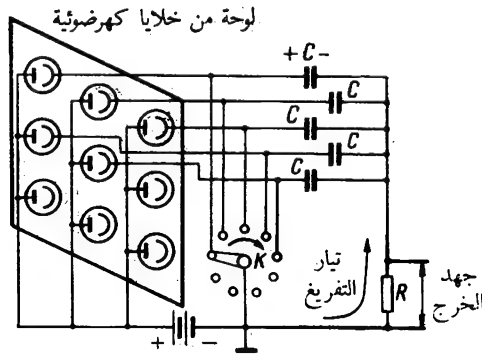 لوحة من خلايا كهرضوئية
+ C -
C
C
C
C
K
تيار
التفريغ
R
جهد
الخرج
+ -